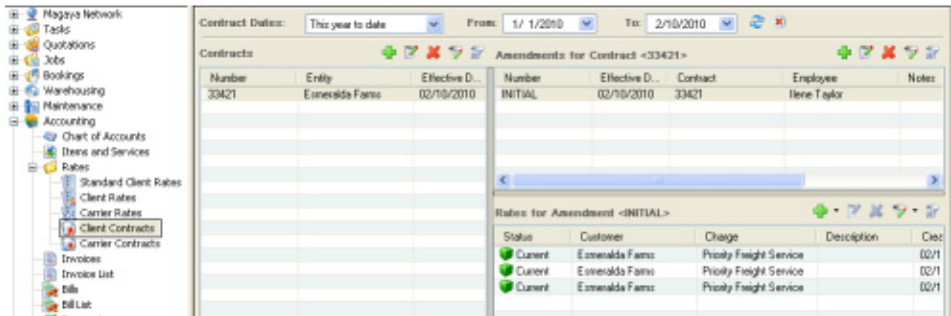 Magaya Network
Tasks
Quotations
Jobs
Bookings
Warehousing
Maintenance
Accounting
Chart of Accounts
Items and Services
Rates
Standard Client Rates
Client Rates
Carrier Rates
Client Contracts
Carrier Contracts
Invoices
Invoice List
Bills
Bill List
Contract Dates: This year to date From: 1/ 1/2010 To: 2/10/2010
Contracts
Number Entity Effective D...
33421 Esmeralda Farms 02/10/2010
Amendments for Contract <33421>
Number Effective D... Contract Employee Notes
INITIAL 02/10/2010 33421 Ilene Taylor
Rates for Amendment <INITIAL>
Status Customer Charge Description Crea
Current Esmeralda Farms Priority Freight Service 02/1
Current Esmeralda Farms Priority Freight Service 02/1
Current Esmeralda Farms Priority Freight Service 02/1